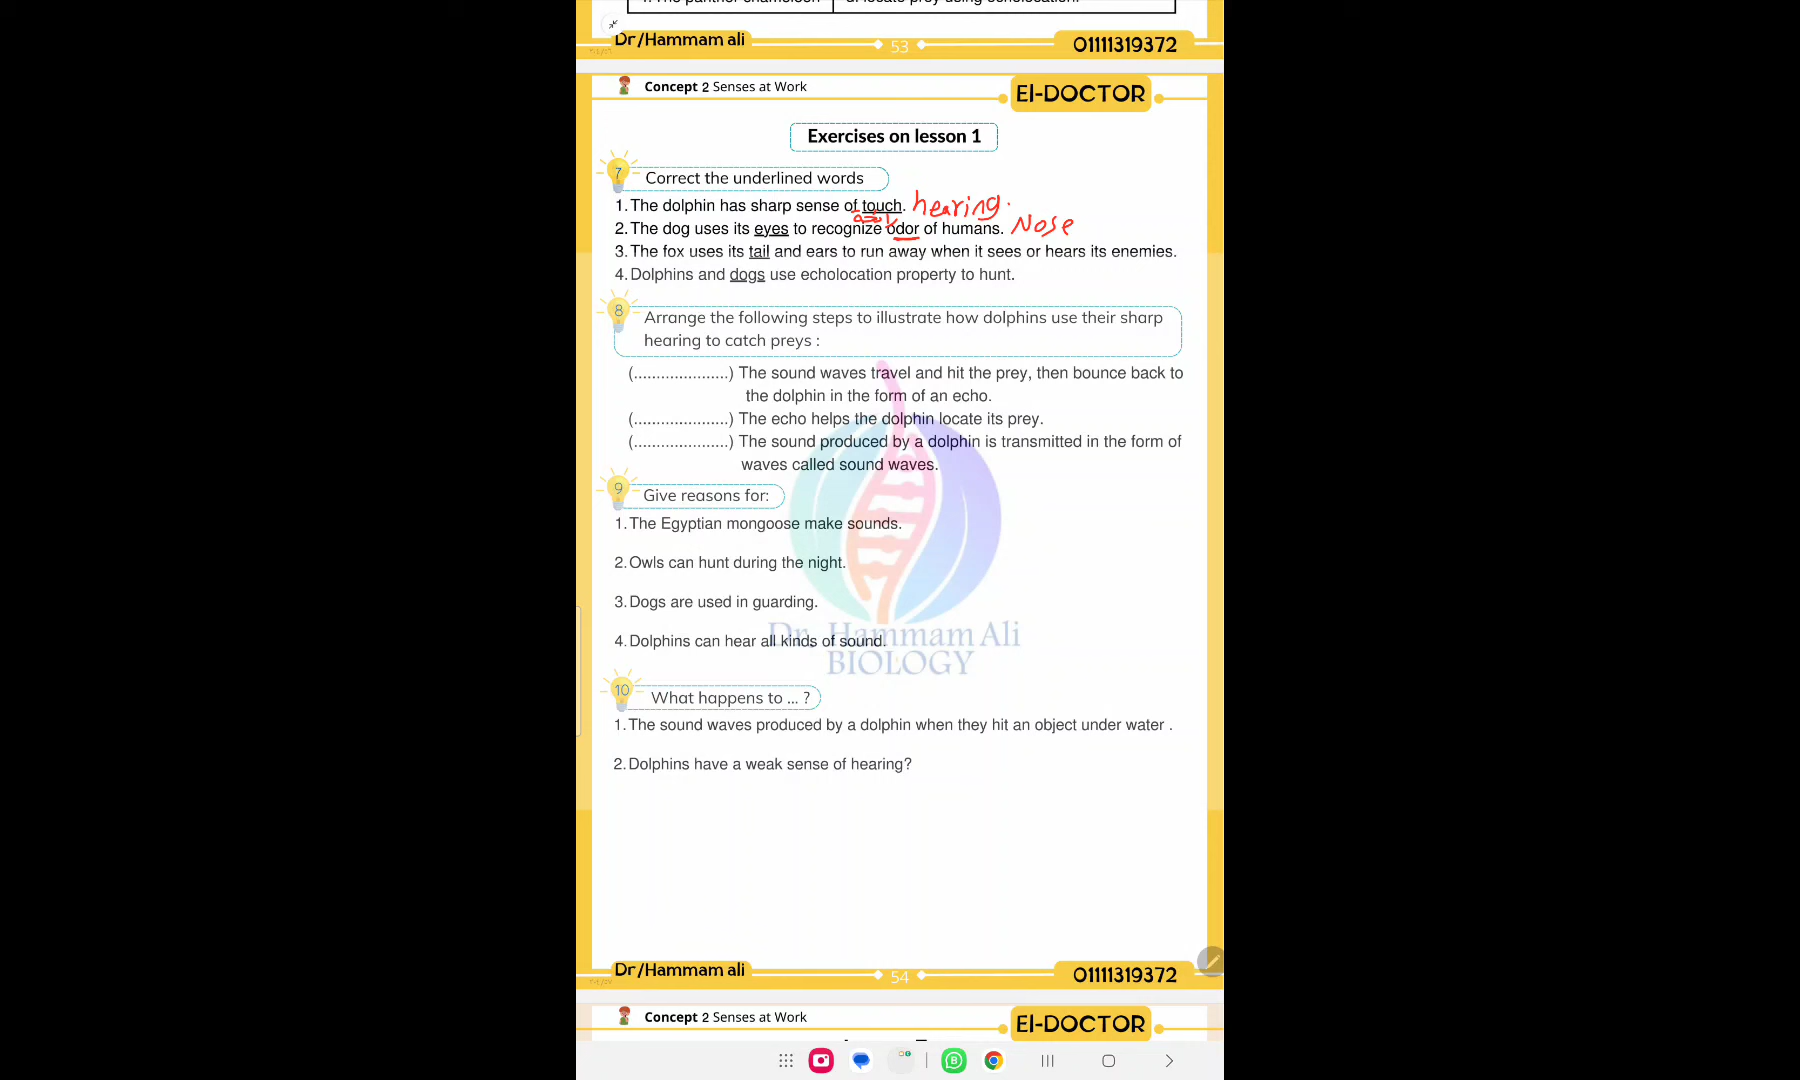 Dr/Hammam ali
53
01111319372
Concept 2 Senses at Work
El-DOCTOR
Exercises on lesson 1
7 Correct the underlined words
1. The dolphin has sharp sense of touch. hearing.
2. The dog uses its eyes to recognize odor of humans. Nose
3. The fox uses its tail and ears to run away when it sees or hears its enemies.
4. Dolphins and dogs use echolocation property to hunt.
8 Arrange the following steps to illustrate how dolphins use their sharp
hearing to catch preys :
(.....................) The sound waves travel and hit the prey, then bounce back to
the dolphin in the form of an echo.
(.....................) The echo helps the dolphin locate its prey.
(.....................) The sound produced by a dolphin is transmitted in the form of
waves called sound waves.
9 Give reasons for:
1. The Egyptian mongoose make sounds.
2. Owls can hunt during the night.
3. Dogs are used in guarding.
4. Dolphins can hear all kinds of sound.
Dr. Hammam Ali
BIOLOGY
10 What happens to ... ?
1. The sound waves produced by a dolphin when they hit an object under water .
2. Dolphins have a weak sense of hearing?
Dr/Hammam ali
54
01111319372
Concept 2 Senses at Work
El-DOCTOR